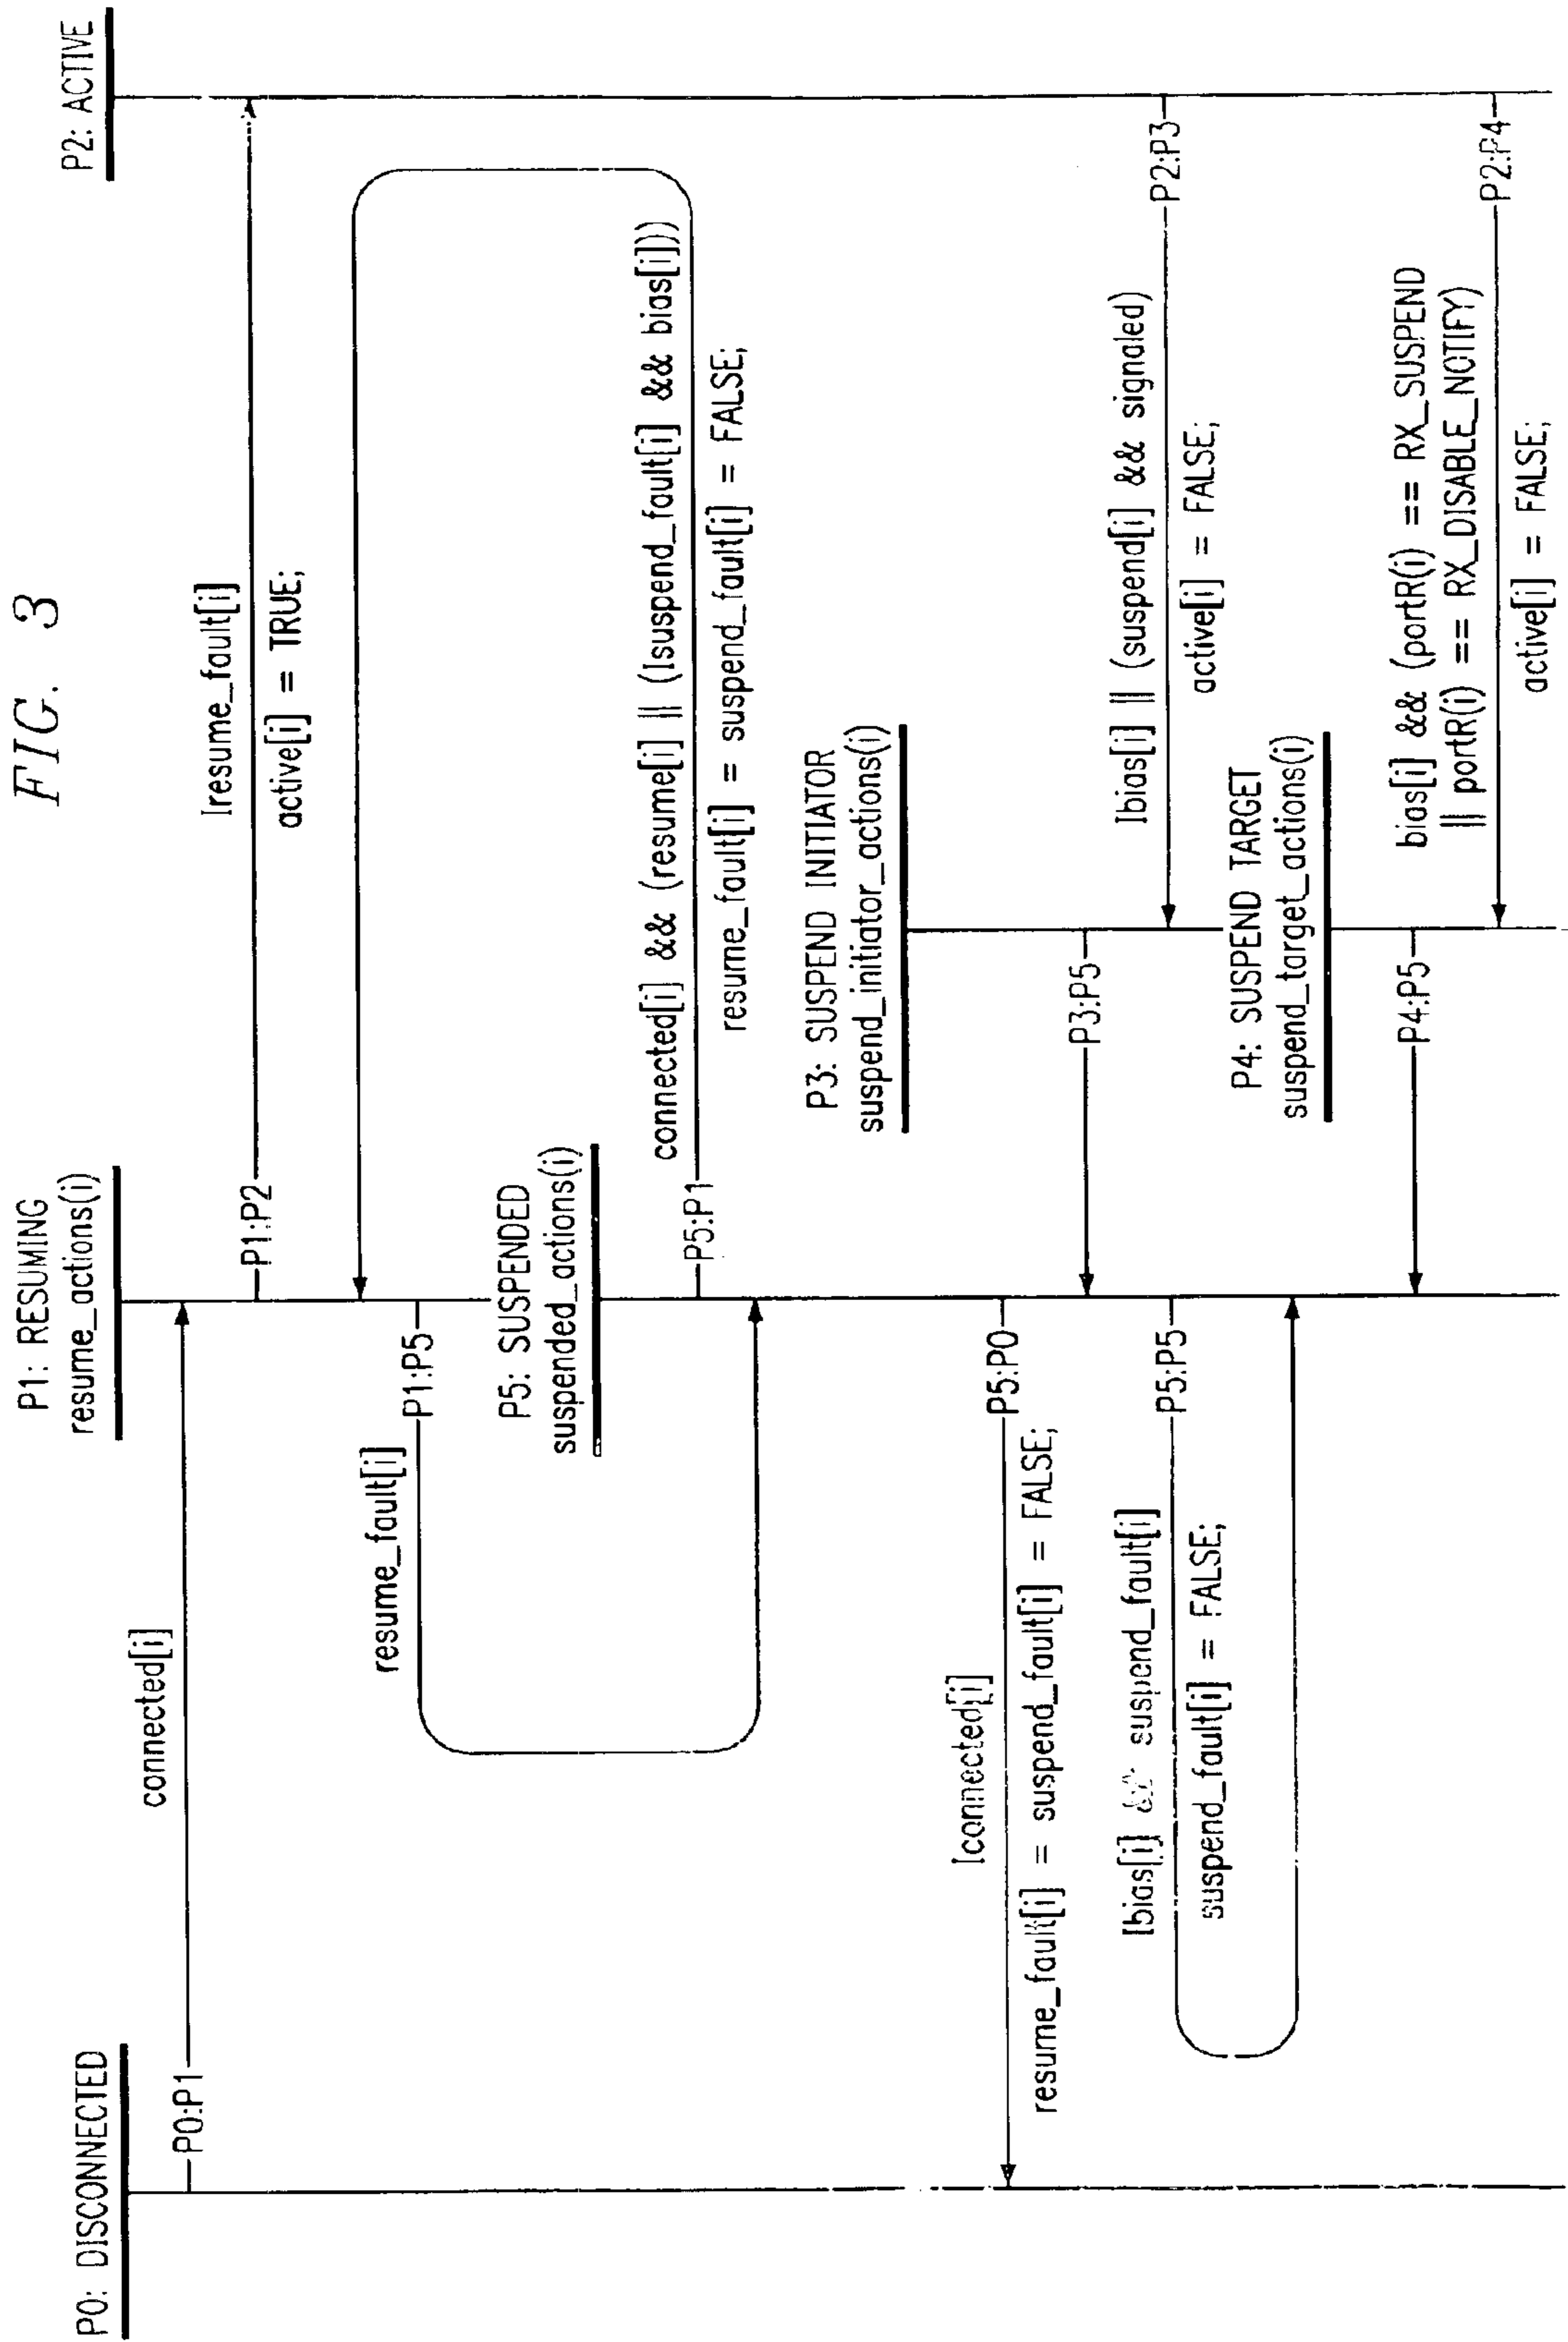 FIG. 3
P0: DISCONNECTED
P1: RESUMING
resume_actions(i)
P2: ACTIVE
P0:P1
connected[i]
P1:P2
!resume_fault[i]
active[i] = TRUE;
resume_fault[i]
P1:P5
P5: SUSPENDED
suspended_actions(i)
P5:P1
connected[i] && (resume[i] || (!suspend_fault[i] && bias[i]))
resume_fault[i] = suspend_fault[i] = FALSE;
P3: SUSPEND INITIATOR
suspend_initiator_actions(i)
!connected[i]
P5:P0
resume_fault[i] = suspend_fault[i] = FALSE;
P3:P5
!bias[i] || (suspend[i] && signaled)
P2:P3
active[i] = FALSE;
!bias[i] && suspend_fault[i]
P5:P5
suspend_fault[i] = FALSE;
P4: SUSPEND TARGET
suspend_target_actions(i)
P4:P5
bias[i] && (portR(i) == RX_SUSPEND
|| portR(i) == RX_DISABLE_NOTIFY)
P2:P4
active[i] = FALSE;